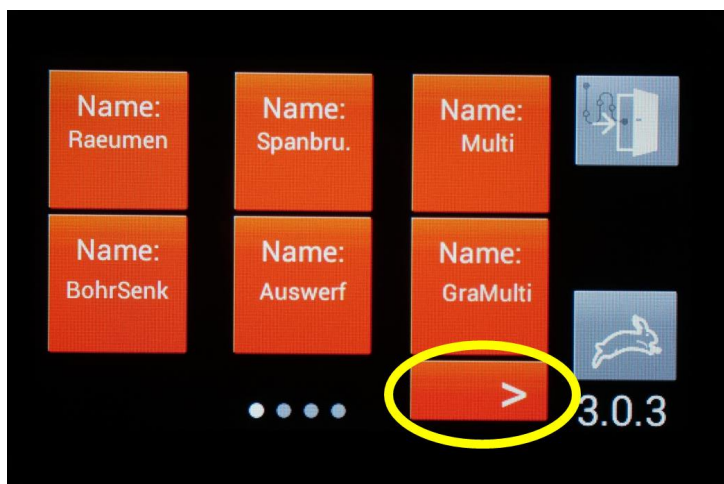 Name:
Raeumen
Name:
Spanbru.
Name:
Multi
Name:
BohrSenk
Name:
Auswerf
Name:
GraMulti
>
3.0.3